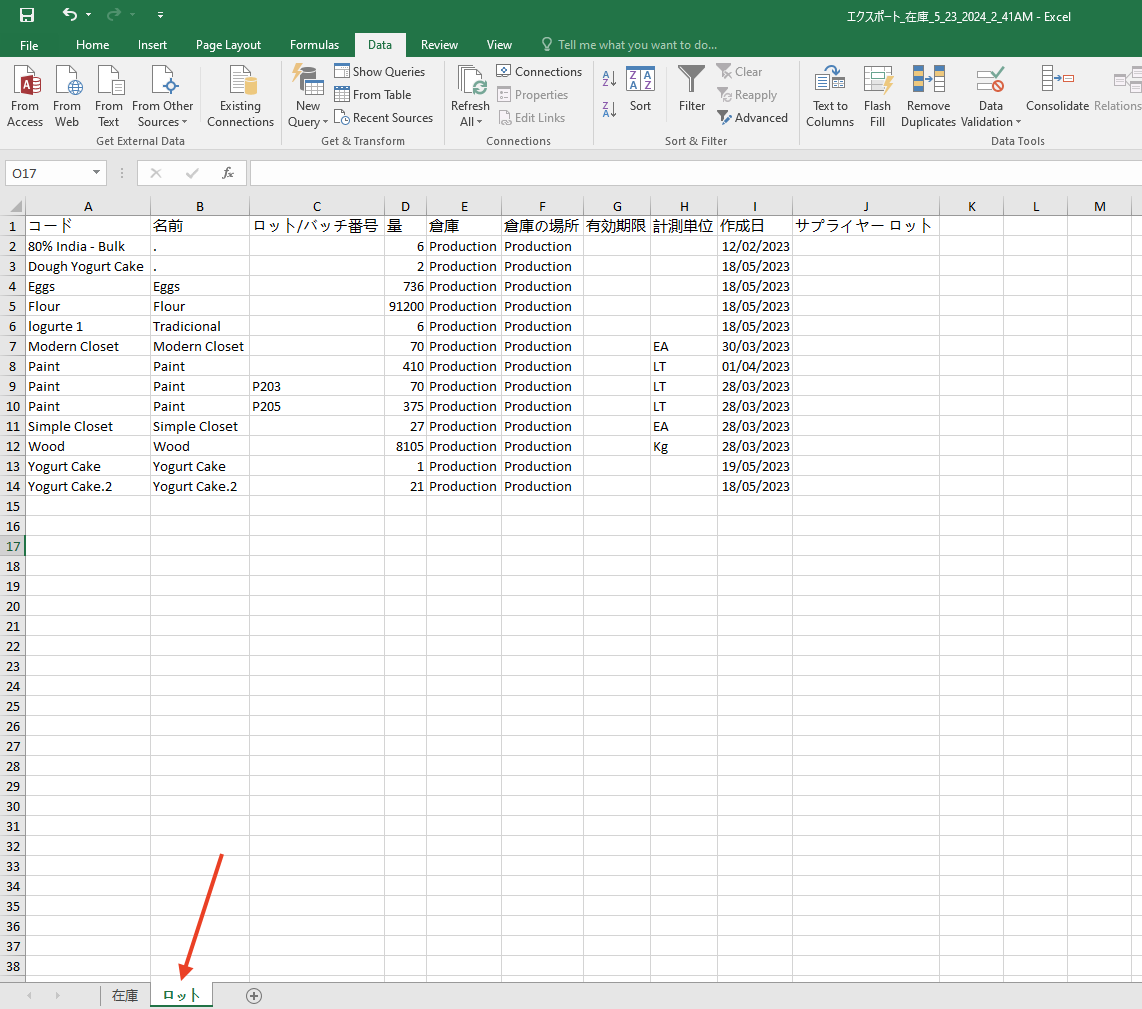 エクスポート_在庫_5_23_2024_2_41AM - Excel
File Home Insert Page Layout Formulas Data Review View Tell me what you want to do...
From Access
From Web
From Text
From Other Sources
Existing Connections
Get External Data
New Query
Show Queries
From Table
Recent Sources
Get & Transform
Refresh All
Connections
Properties
Edit Links
Connections
Sort
Filter
Clear
Reapply
Advanced
Sort & Filter
Text to Columns
Flash Fill
Remove Duplicates
Data Validation
Consolidate
Relations
Data Tools
O17 fx
A B C D E F G H I J K L M
1 コード 名前 ロット/バッチ番号 量 倉庫 倉庫の場所 有効期限 計測単位 作成日 サプライヤー ロット
2 80% India - Bulk . 6 Production Production 12/02/2023
3 Dough Yogurt Cake . 2 Production Production 18/05/2023
4 Eggs Eggs 736 Production Production 18/05/2023
5 Flour Flour 91200 Production Production 18/05/2023
6 Iogurte 1 Tradicional 6 Production Production 18/05/2023
7 Modern Closet Modern Closet 70 Production Production EA 30/03/2023
8 Paint Paint 410 Production Production LT 01/04/2023
9 Paint Paint P203 70 Production Production LT 28/03/2023
10 Paint Paint P205 375 Production Production LT 28/03/2023
11 Simple Closet Simple Closet 27 Production Production EA 28/03/2023
12 Wood Wood 8105 Production Production Kg 28/03/2023
13 Yogurt Cake Yogurt Cake 1 Production Production 19/05/2023
14 Yogurt Cake.2 Yogurt Cake.2 21 Production Production 18/05/2023
15
16
17
18
19
20
21
22
23
24
25
26
27
28
29
30
31
32
33
34
35
36
37
38
在庫 ロット